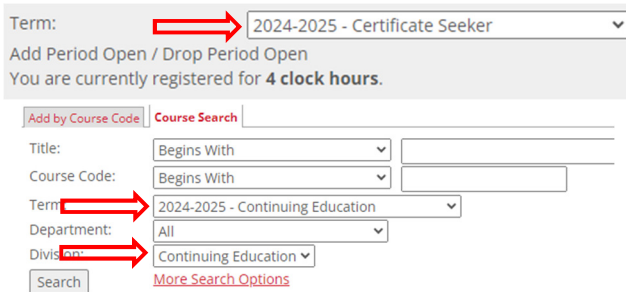 Term: 2024-2025 - Certificate Seeker
Add Period Open / Drop Period Open
You are currently registered for 4 clock hours.
Add by Course Code Course Search
Title: Begins With
Course Code: Begins With
Term 2024-2025 - Continuing Education
Department: All
Division: Continuing Education
Search More Search Options